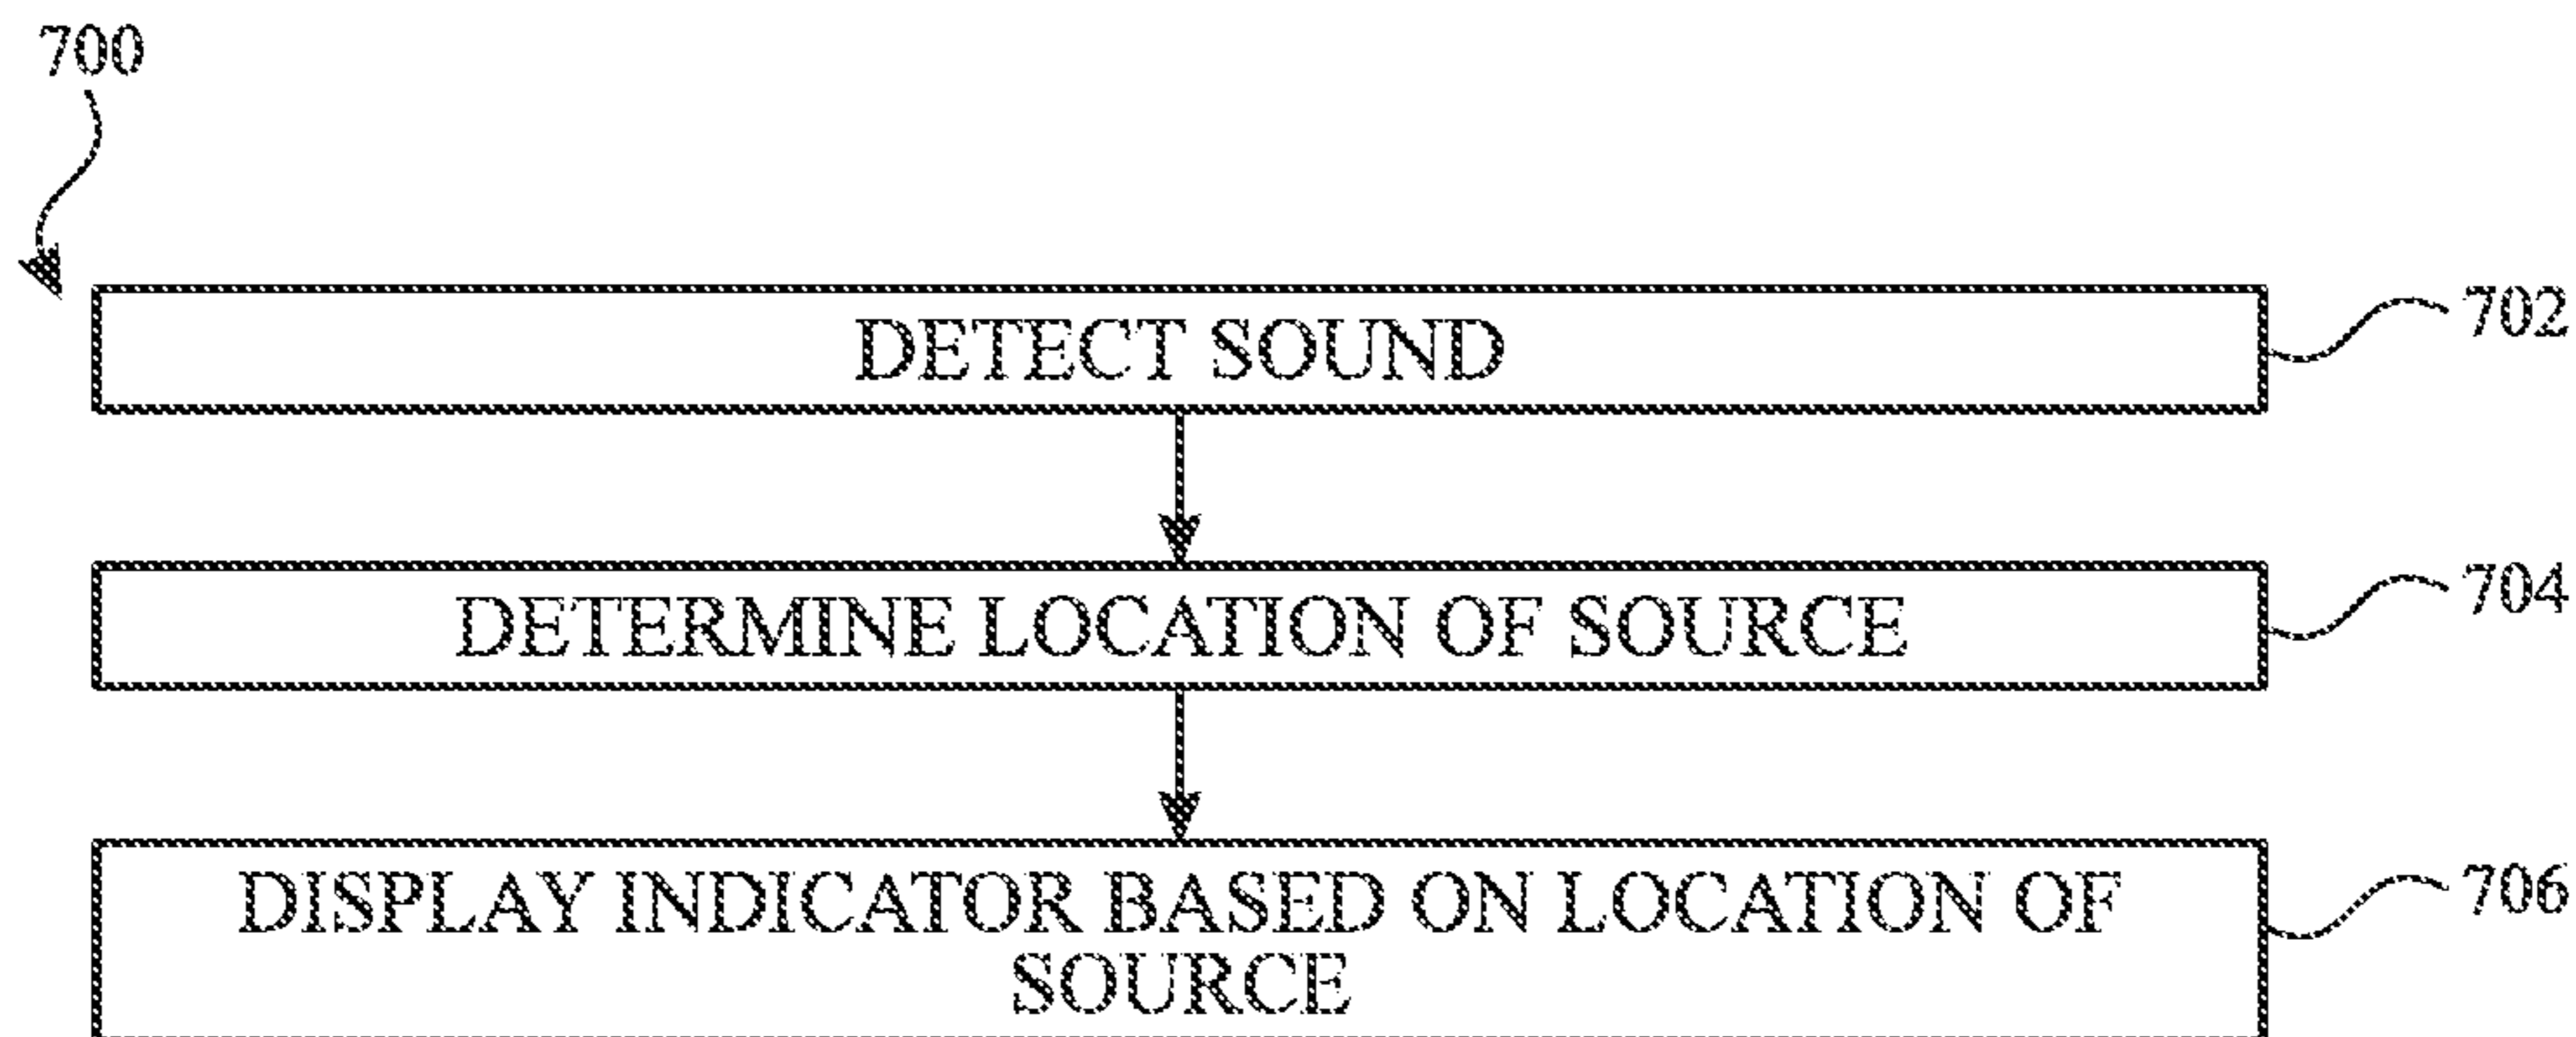 700
DETECT SOUND
702
DETERMINE LOCATION OF SOURCE
704
DISPLAY INDICATOR BASED ON LOCATION OF
SOURCE
706